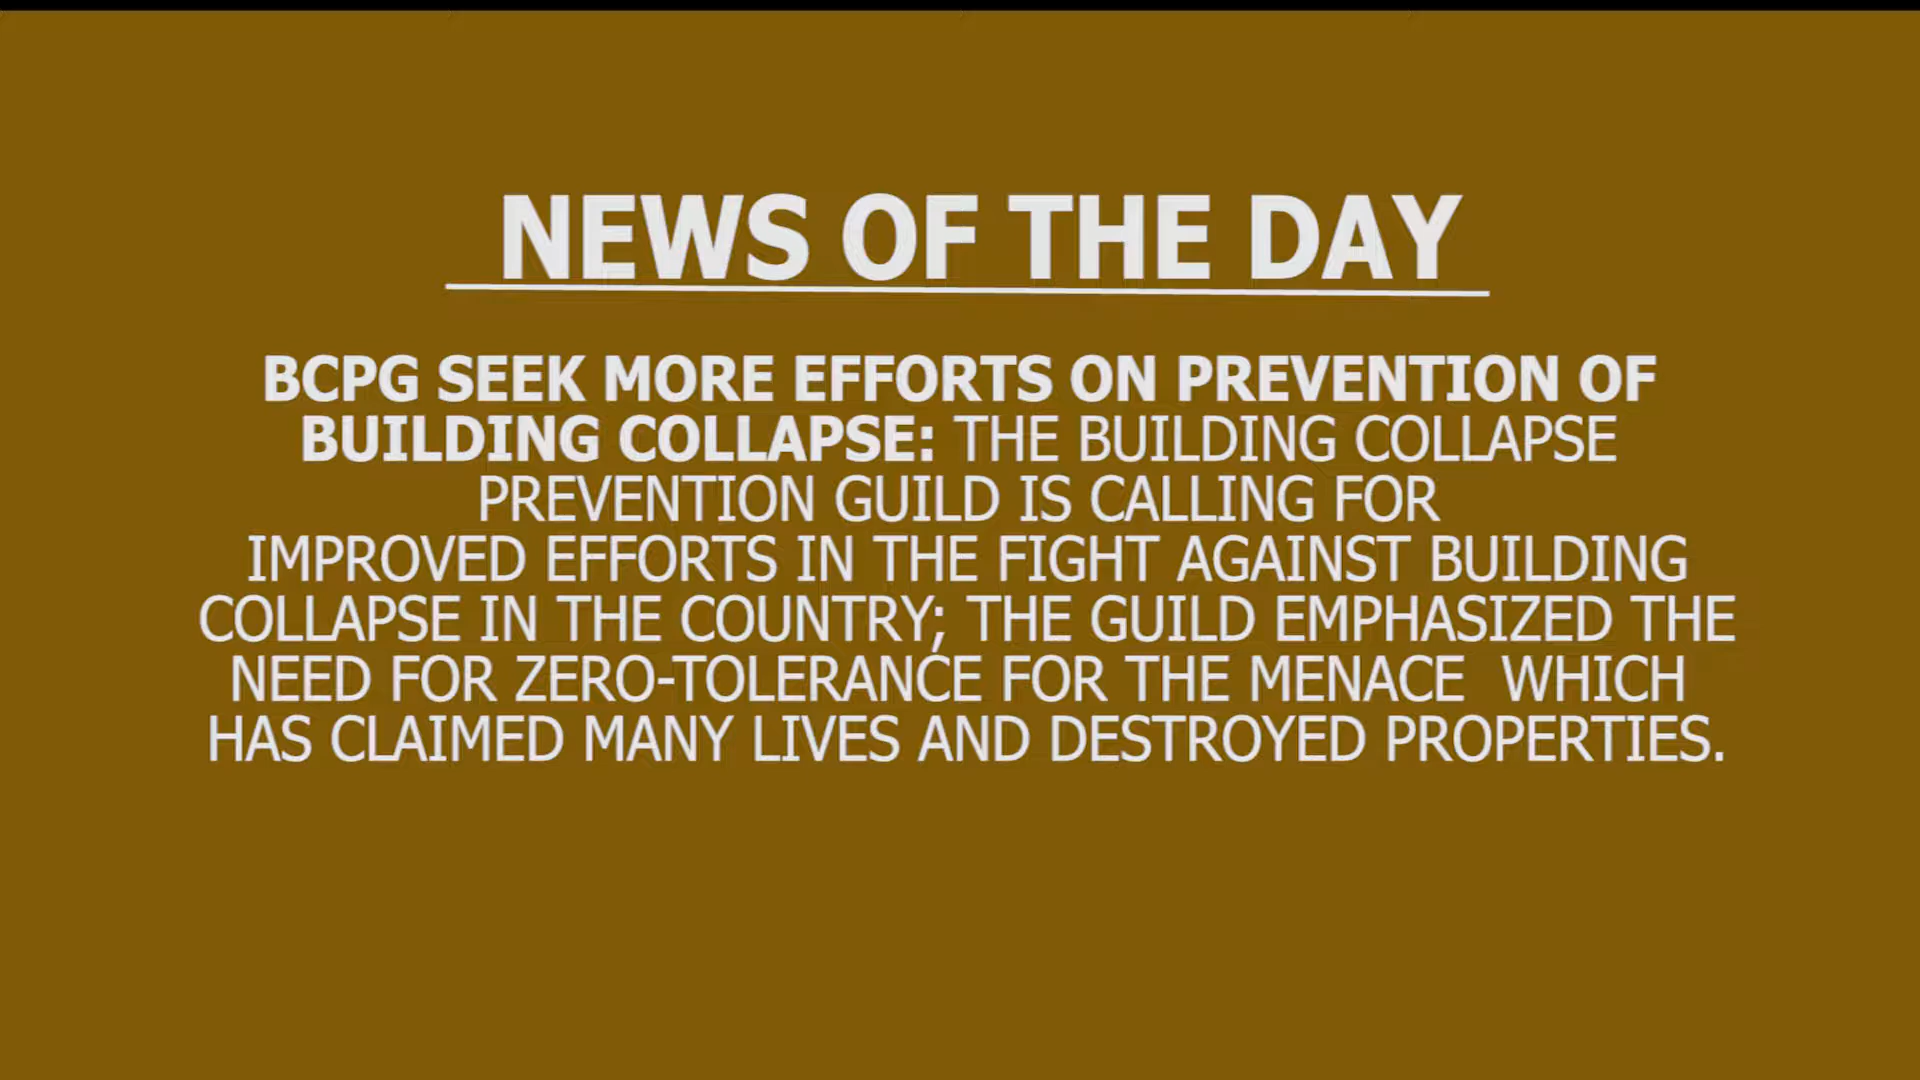 NEWS OF THE DAY
BCPG SEEK MORE EFFORTS ON PREVENTION OF
BUILDING COLLAPSE: THE BUILDING COLLAPSE
PREVENTION GUILD IS CALLING FOR
IMPROVED EFFORTS IN THE FIGHT AGAINST BUILDING
COLLAPSE IN THE COUNTRY; THE GUILD EMPHASIZED THE
NEED FOR ZERO-TOLERANCE FOR THE MENACE  WHICH
HAS CLAIMED MANY LIVES AND DESTROYED PROPERTIES.